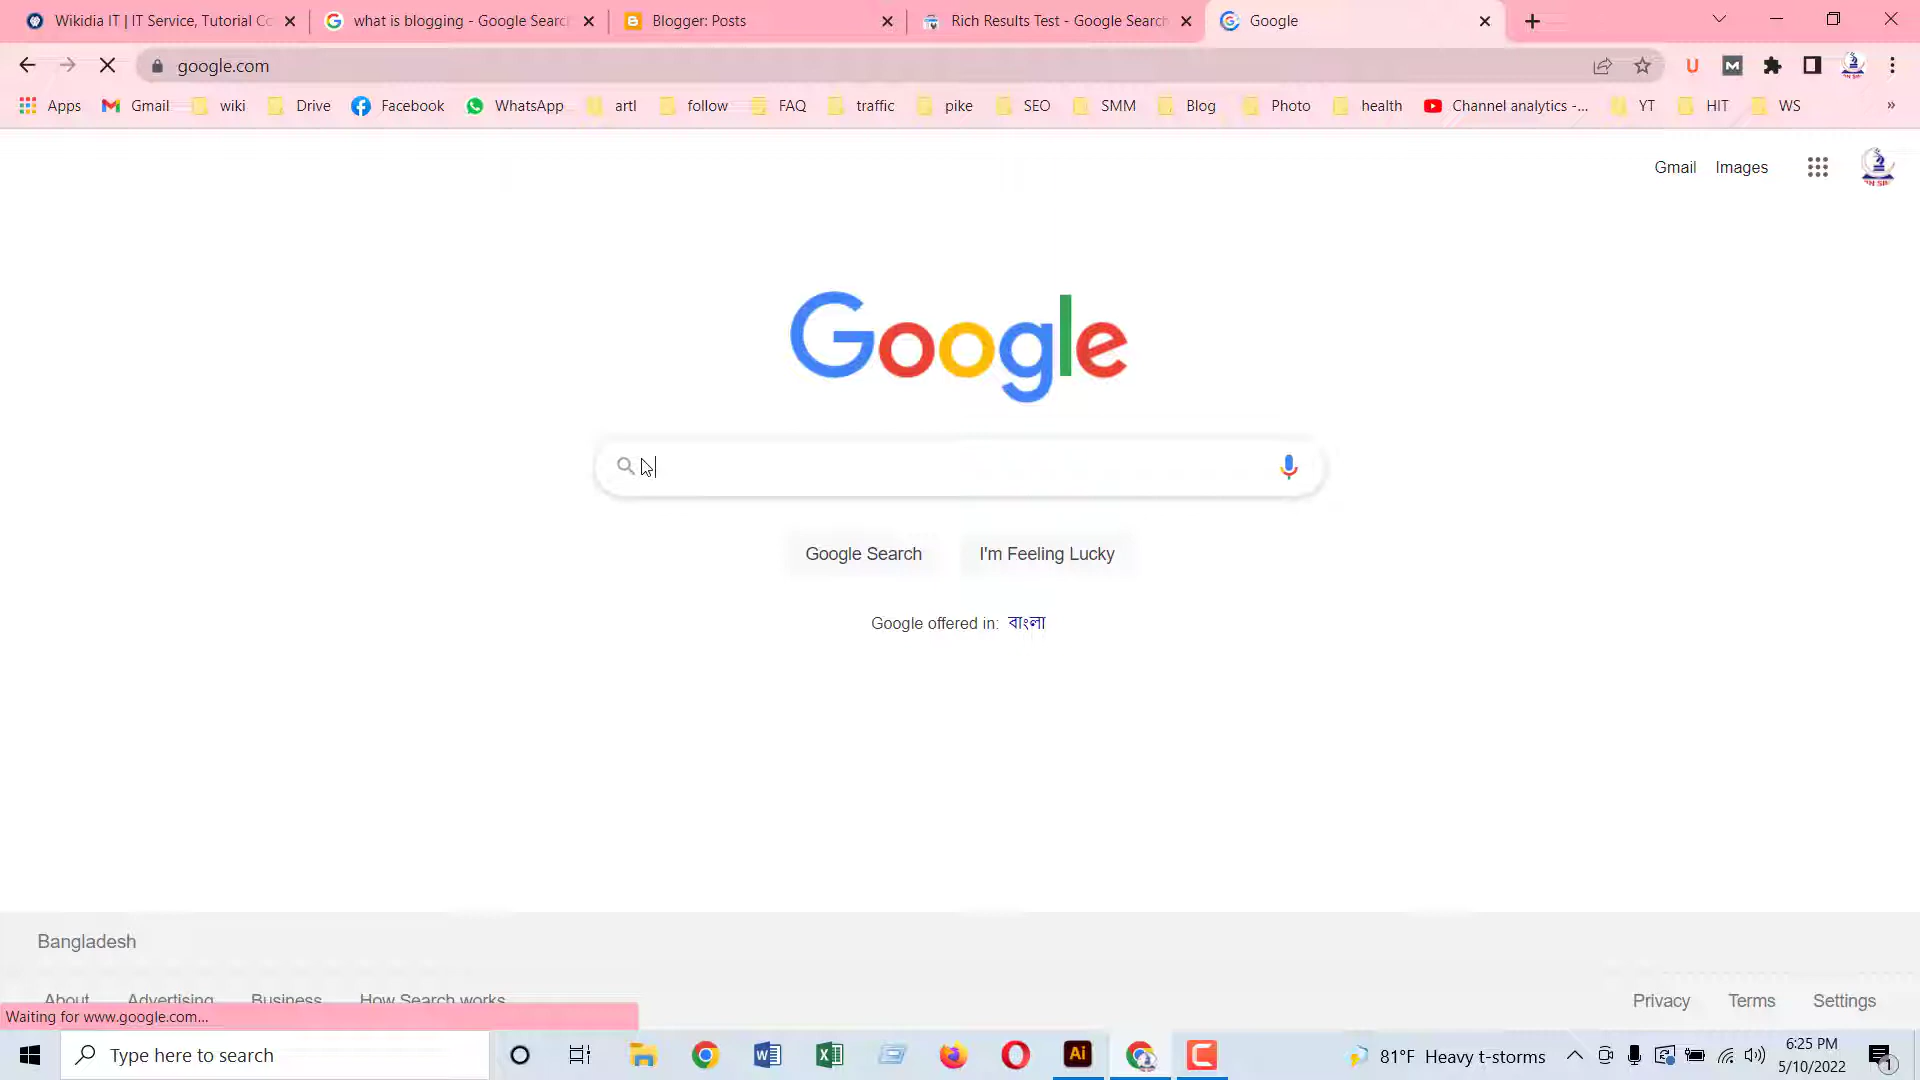 Wikidia IT | IT Service, Tutorial Co
what is blogging - Google Searc
Blogger: Posts
Rich Results Test - Google Search
Google
google.com
Apps
Gmail
wiki
Drive
Facebook
WhatsApp
artl
follow
FAQ
traffic
pike
SEO
SMM
Blog
Photo
health
Channel analytics -...
YT
HIT
WS
»
Gmail
Images
Google
Google Search
I'm Feeling Lucky
Google offered in: বাংলা
Bangladesh
About
Advertising
Business
How Search works
Privacy
Terms
Settings
Waiting for www.google.com...
Type here to search
Ai
81°F Heavy t-storms
6:25 PM
5/10/2022
1